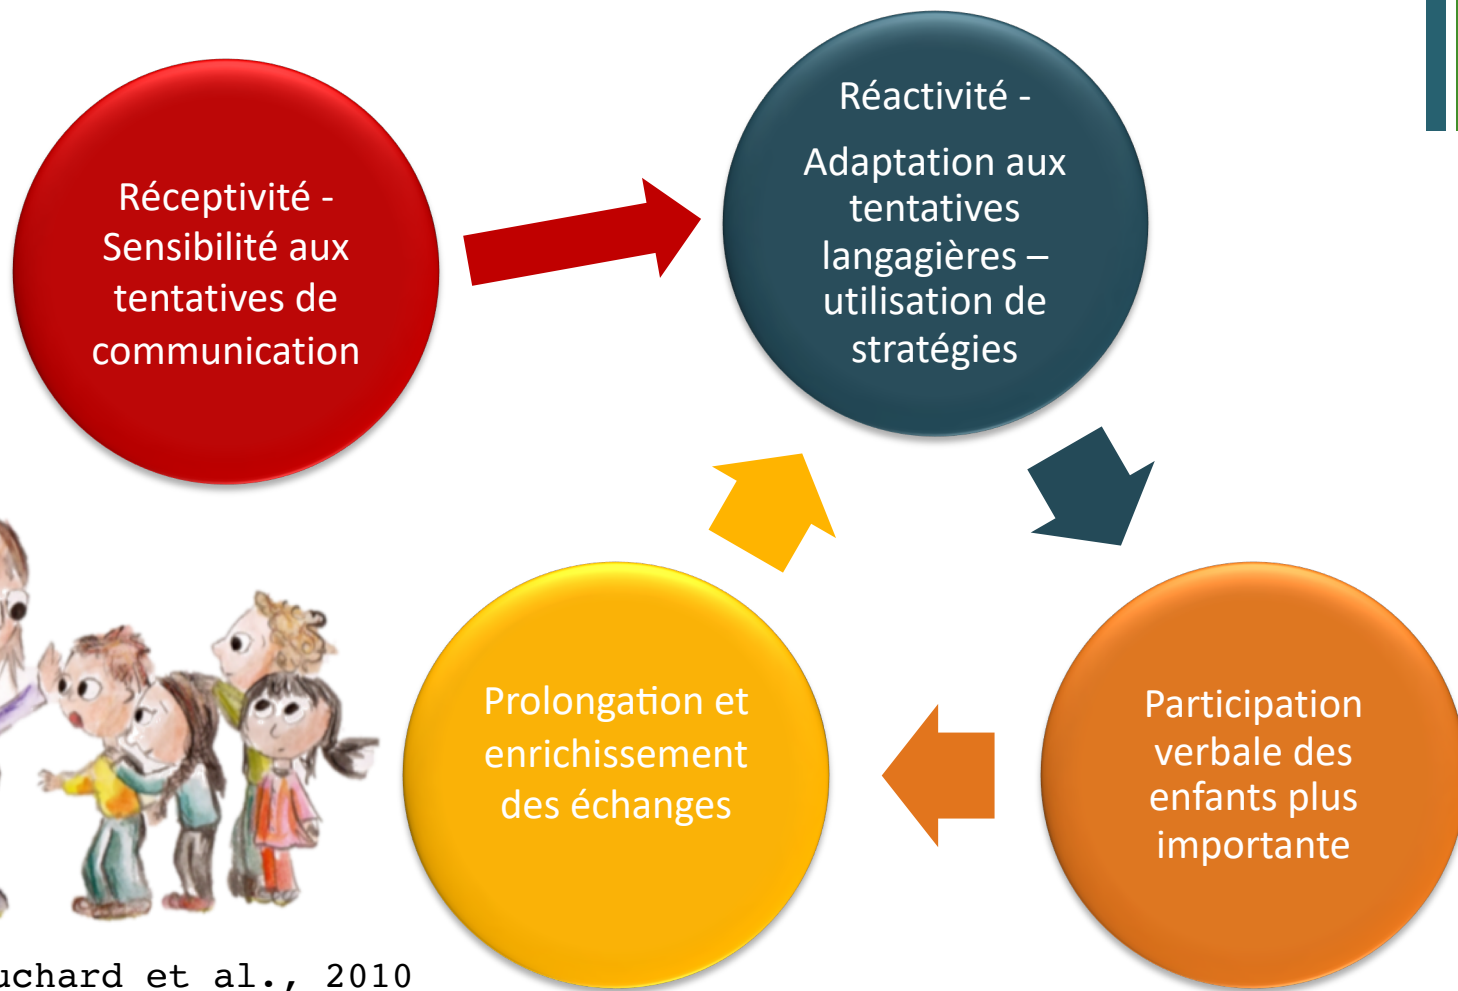 Réceptivité -
Sensibilité aux
tentatives de
communication
Réactivité -
Adaptation aux
tentatives
langagières –
utilisation de
stratégies
Participation
verbale des
enfants plus
importante
Prolongation et
enrichissement
des échanges
uchard et al., 2010